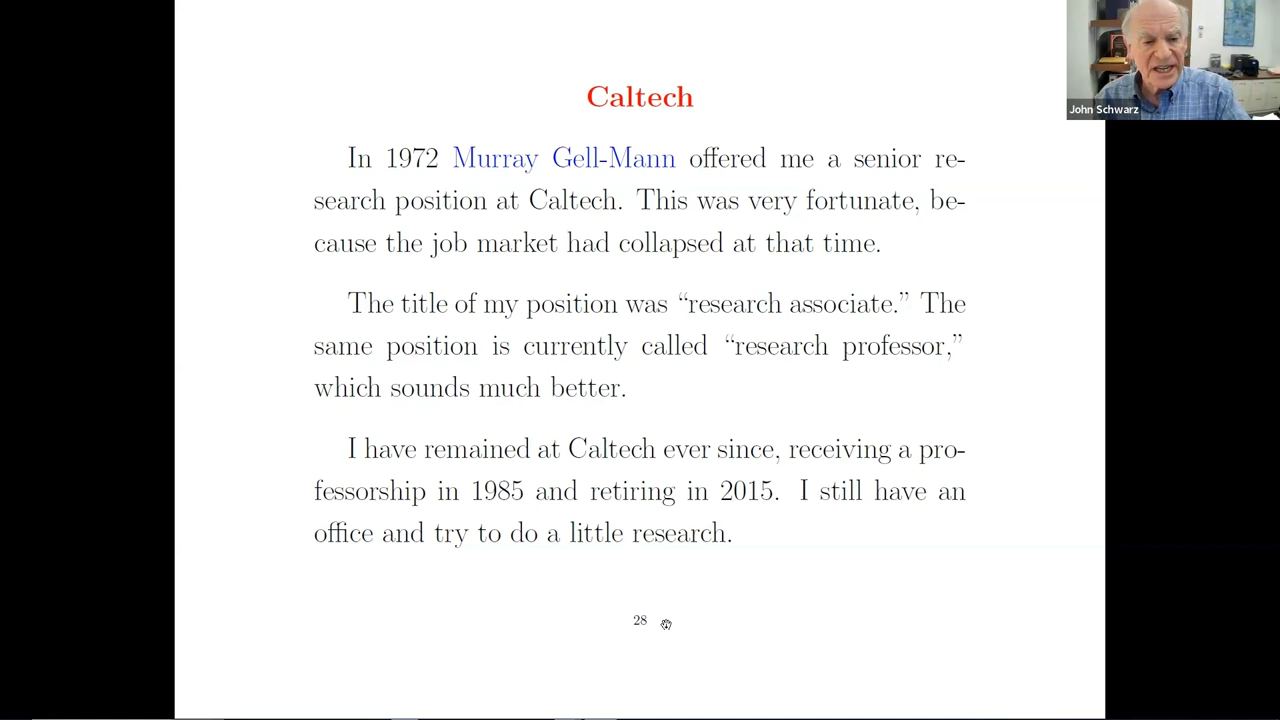 Caltech
John Schwarz
In 1972 Murray Gell-Mann offered me a senior re-
search position at Caltech. This was very fortunate, be-
cause the job market had collapsed at that time.
The title of my position was “research associate.” The
same position is currently called “research professor,”
which sounds much better.
I have remained at Caltech ever since, receiving a pro-
fessorship in 1985 and retiring in 2015. I still have an
office and try to do a little research.
28